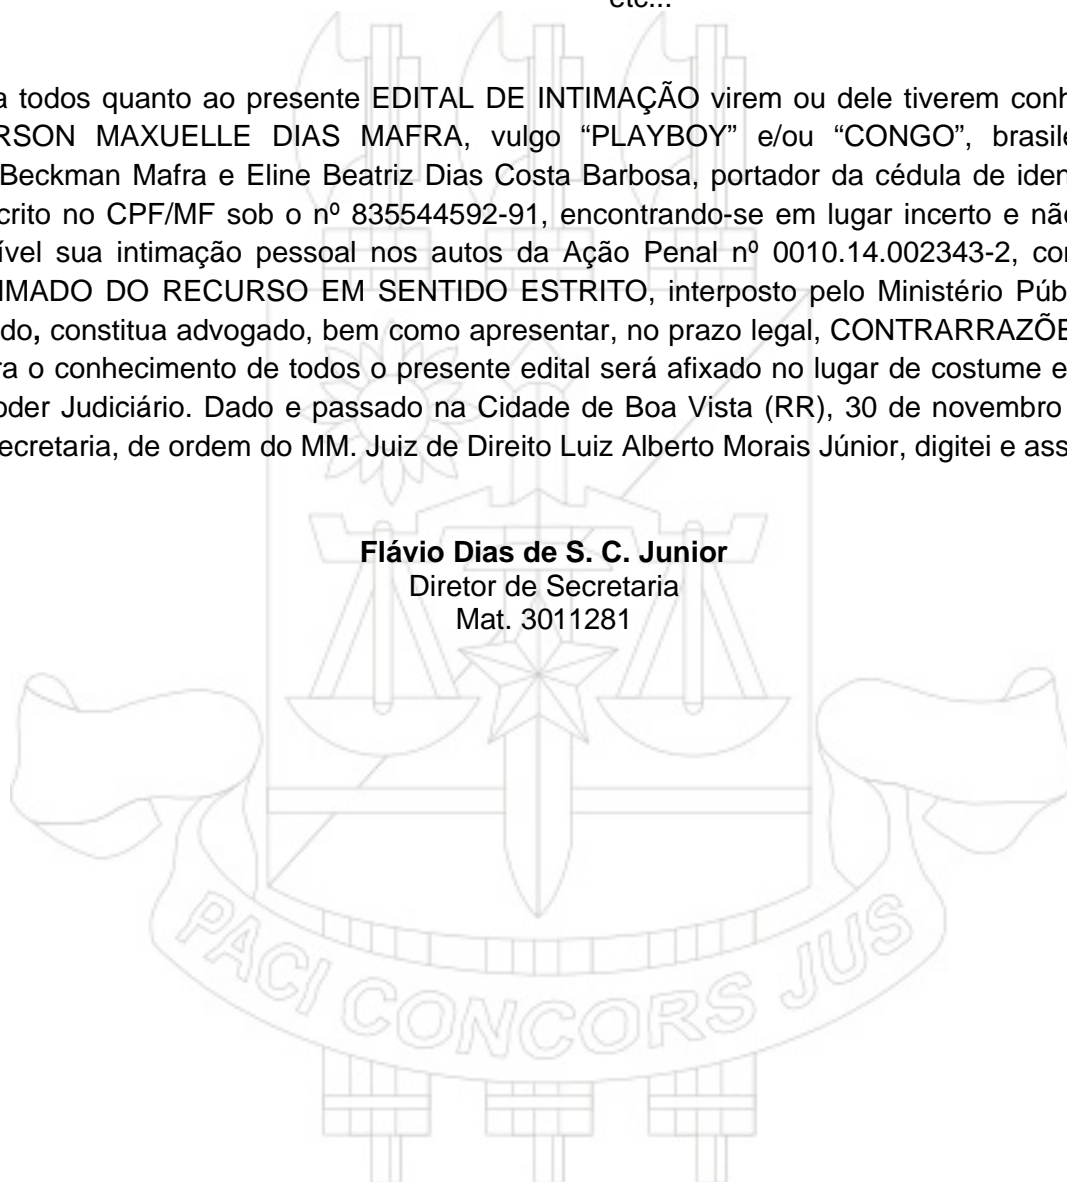 etc...
a todos quanto ao presente EDITAL DE INTIMAÇÃO virem ou dele tiverem conh
RSON MAXUELLE DIAS MAFRA, vulgo “PLAYBOY” e/ou “CONGO”, brasile
Beckman Mafra e Eline Beatriz Dias Costa Barbosa, portador da cédula de iden
crito no CPF/MF sob o nº 835544592-91, encontrando-se em lugar incerto e não
ível sua intimação pessoal nos autos da Ação Penal nº 0010.14.002343-2, con
IMADO DO RECURSO EM SENTIDO ESTRITO, interposto pelo Ministério Púb
do, constitua advogado, bem como apresentar, no prazo legal, CONTRARRAZÕE
ra o conhecimento de todos o presente edital será afixado no lugar de costume e
oder Judiciário. Dado e passado na Cidade de Boa Vista (RR), 30 de novembro
ecretaria, de ordem do MM. Juiz de Direito Luiz Alberto Morais Júnior, digitei e ass
Flávio Dias de S. C. Junior
Diretor de Secretaria
Mat. 3011281
PACI CONCORS JUS